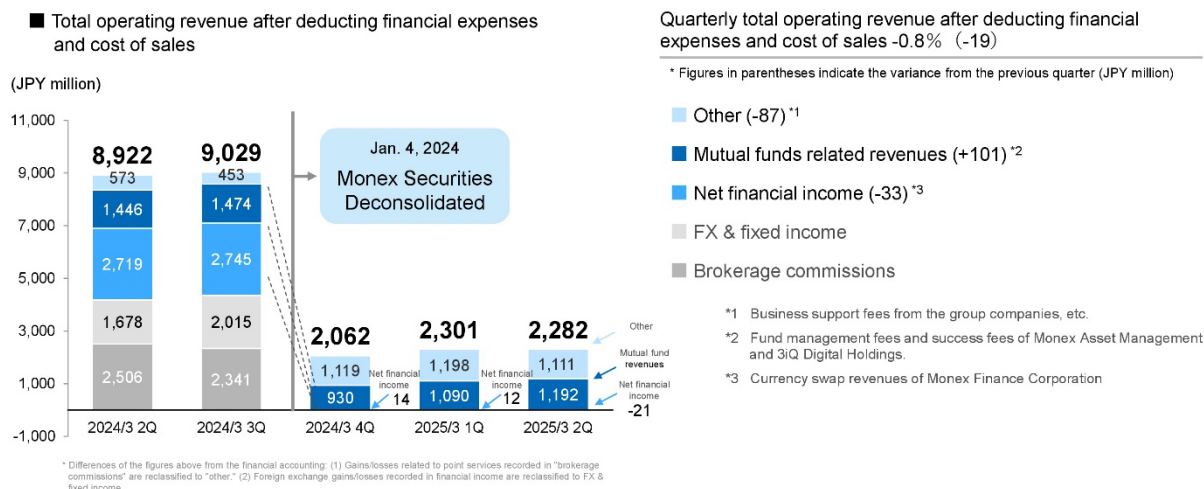 ■ Total operating revenue after deducting financial expenses
and cost of sales
(JPY million)
11,000
9,000
7,000
5,000
3,000
1,000
-1,000
8,922
573
1,446
2,719
1,678
2,506
2024/3 2Q
9,029
453
1,474
2,745
2,015
2,341
2024/3 3Q
Jan. 4, 2024
Monex Securities
Deconsolidated
2,062
1,119
930
Net financial
income
14
2024/3 4Q
2,301
1,198
1,090
Net financial
income
12
2025/3 1Q
2,282
1,111
1,192
Other
Mutual fund
revenues
Net financial
income
-21
2025/3 2Q
* Differences of the figures above from the financial accounting: (1) Gains/losses related to point services recorded in "brokerage
commissions" are reclassified to "other." (2) Foreign exchange gains/losses recorded in financial income are reclassified to FX &
fixed income.
Quarterly total operating revenue after deducting financial
expenses and cost of sales -0.8% (-19)
* Figures in parentheses indicate the variance from the previous quarter (JPY million)
Other (-87) *1
Mutual funds related revenues (+101) *2
Net financial income (-33) *3
FX & fixed income
Brokerage commissions
*1 Business support fees from the group companies, etc.
*2 Fund management fees and success fees of Monex Asset Management
and 3iQ Digital Holdings.
*3 Currency swap revenues of Monex Finance Corporation